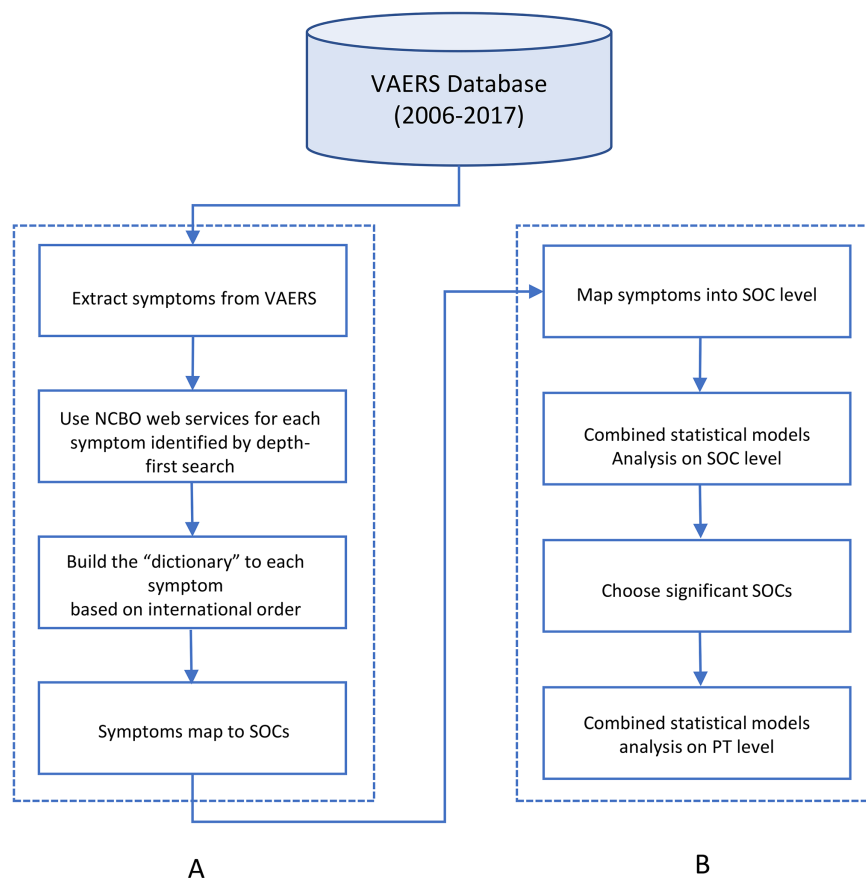 VAERS Database
(2006-2017)
Extract symptoms from VAERS
Use NCBO web services for each
symptom identified by depth-
first search
Build the “dictionary” to each
symptom
based on international order
Symptoms map to SOCs
A
Map symptoms into SOC level
Combined statistical models
Analysis on SOC level
Choose significant SOCs
Combined statistical models
analysis on PT level
B